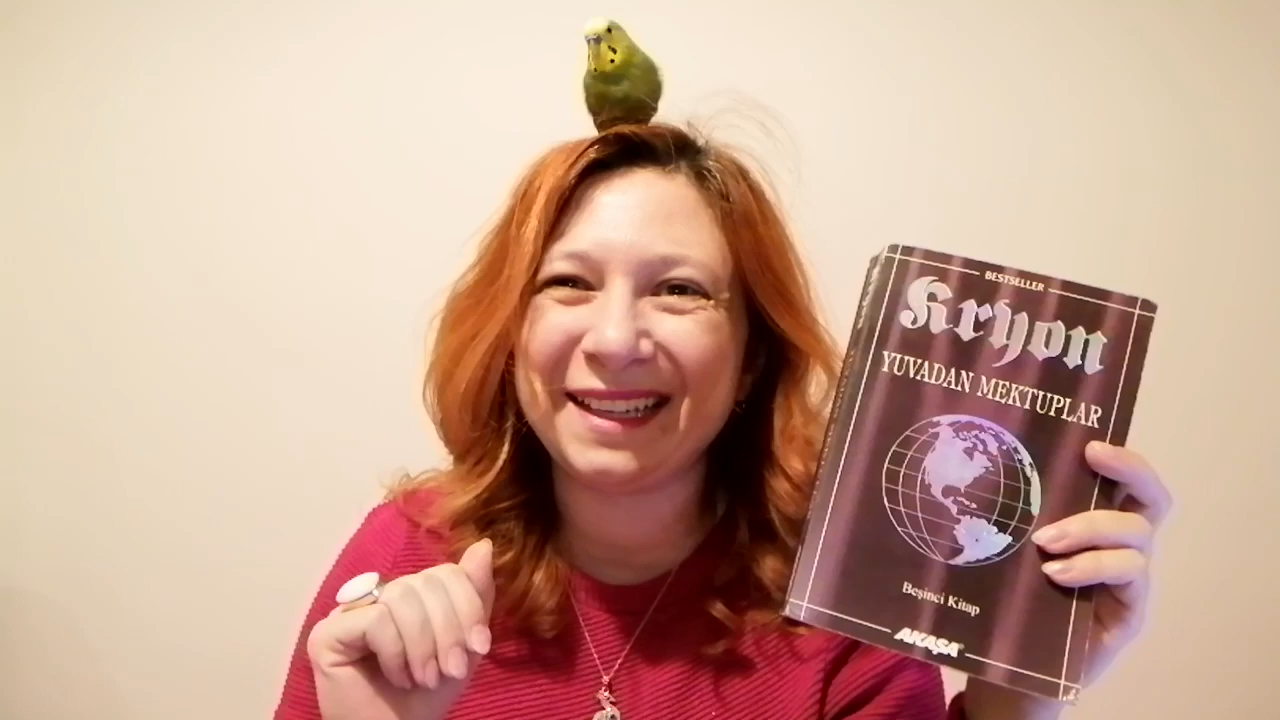 BESTSELLER
Kryon
YUVADAN MEKTUPLAR
Beşinci Kitap
AKAŞA